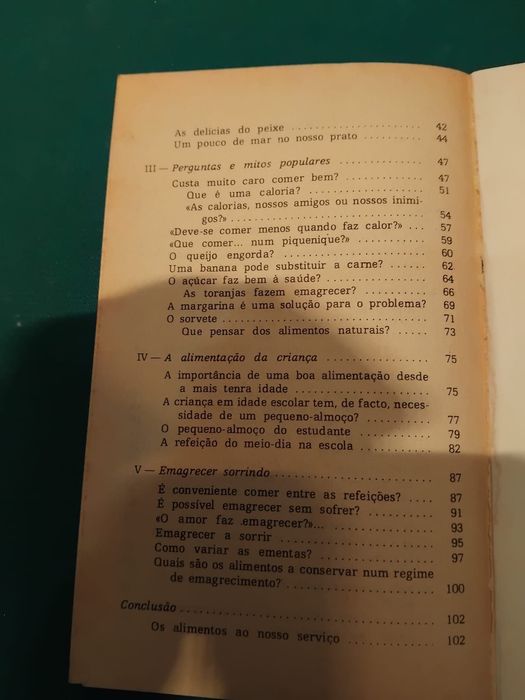 As delícias do peixe ...................... 42
Um pouco de mar no nosso prato .......... 44
III — Perguntas e mitos populares .............. 47
Custa muito caro comer bem? .............. 47
Que é uma caloria? .................... 51
«As calorias, nossos amigos ou nossos inimi-
gos?» ............................... 54
«Deve-se comer menos quando faz calor?» ... 57
«Que comer... num piquenique?» .......... 59
O queijo engorda? ....................... 60
Uma banana pode substituir a carne? ...... 62
O açúcar faz bem à saúde? ............... 64
As toranjas fazem emagrecer? .......... 66
A margarina é uma solução para o problema? 69
O sorvete ............................... 71
Que pensar dos alimentos naturais? ..... 73
IV — A alimentação da criança ................ 75
A importância de uma boa alimentação desde
a mais tenra idade ..................... 75
A criança em idade escolar tem, de facto, neces-
sidade de um pequeno-almoço? ......... 77
O pequeno-almoço do estudante ........... 79
A refeição do meio-dia na escola .......... 82
V — Emagrecer sorrindo ........................ 87
É conveniente comer entre as refeições? .... 87
É possível emagrecer sem sofrer? .......... 91
«O amor faz .emagrecer?»... .............. 93
Emagrecer a sorrir ........................ 95
Como variar as ementas? ................. 97
Quais são os alimentos a conservar num regime
de emagrecimento? ...................... 100
Conclusão ..................................... 102
Os alimentos ao nosso serviço .............. 102